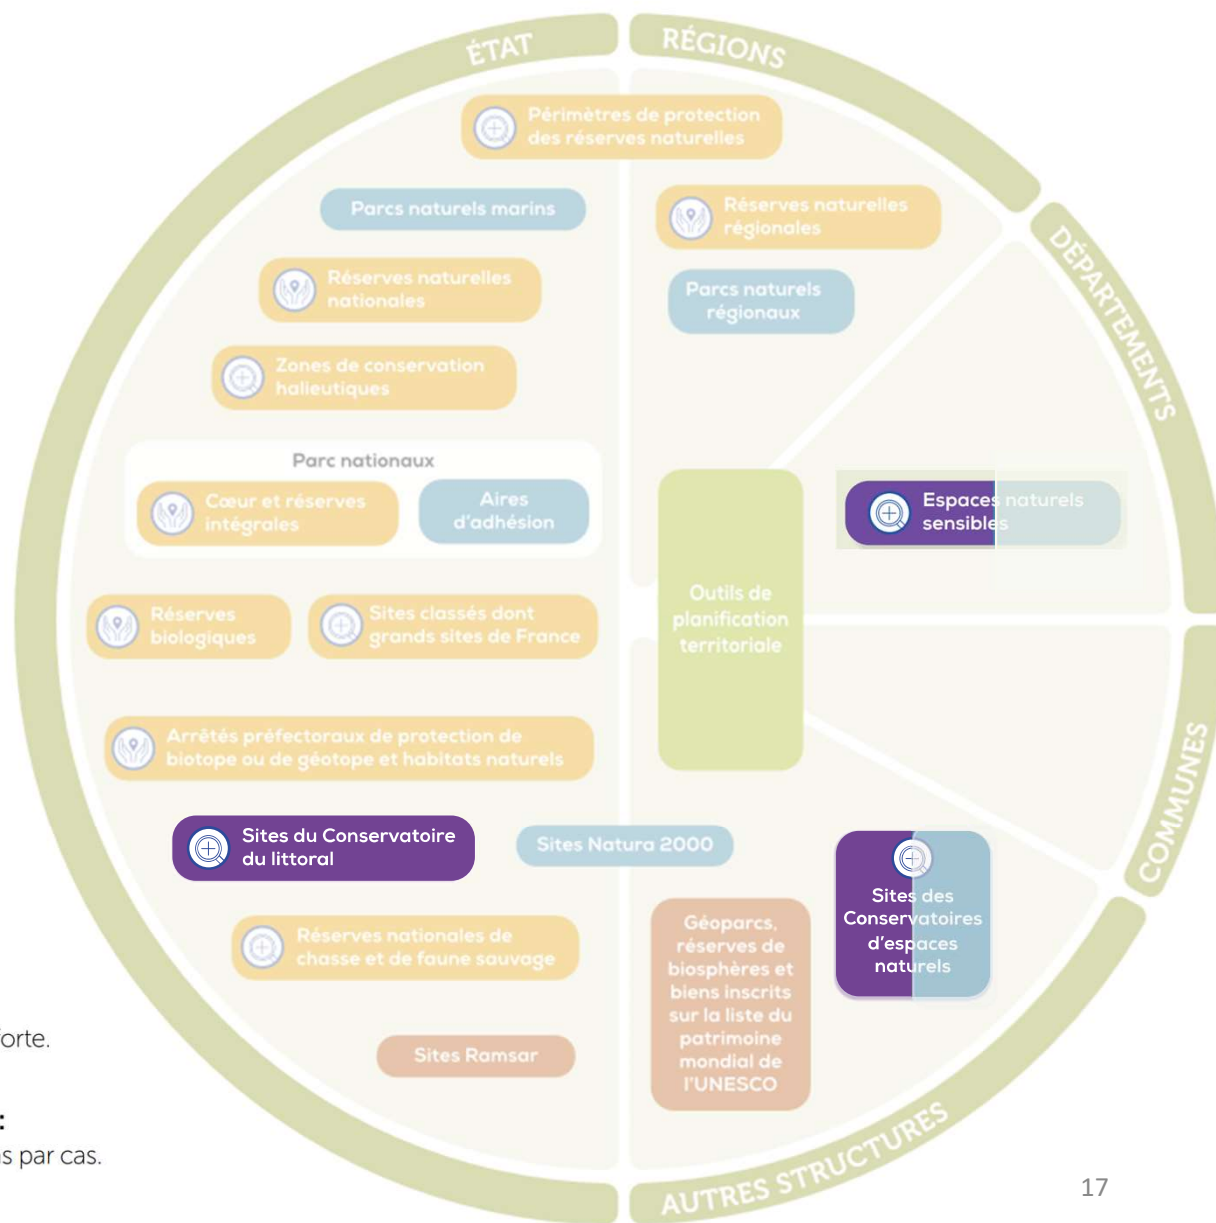 ÉTAT
RÉGIONS
Périmètres de protection
des réserves naturelles
Parcs naturels marins
Réserves naturelles
régionales
DÉPARTEMENTS
Réserves naturelles
nationales
Parcs naturels
régionaux
Zones de conservation
halieutiques
Parc nationaux
Cœur et réserves
intégrales
Aires
d'adhésion
Espaces naturels
sensibles
Outils de
planification
territoriale
Réserves
biologiques
Sites classés dont
grands sites de France
Arrêtés préfectoraux de protection de
biotope ou de géotope et habitats naturels
COMMUNES
Sites du Conservatoire
du littoral
Sites Natura 2000
Sites des
Conservatoires
d'espaces
naturels
Réserves nationales de
chasse et de faune sauvage
Géoparcs,
réserves de
biosphères et
biens inscrits
sur la liste du
patrimoine
mondial de
l'UNESCO
Sites Ramsar
orte.
:
s par cas.
AUTRES STRUCTURES
17